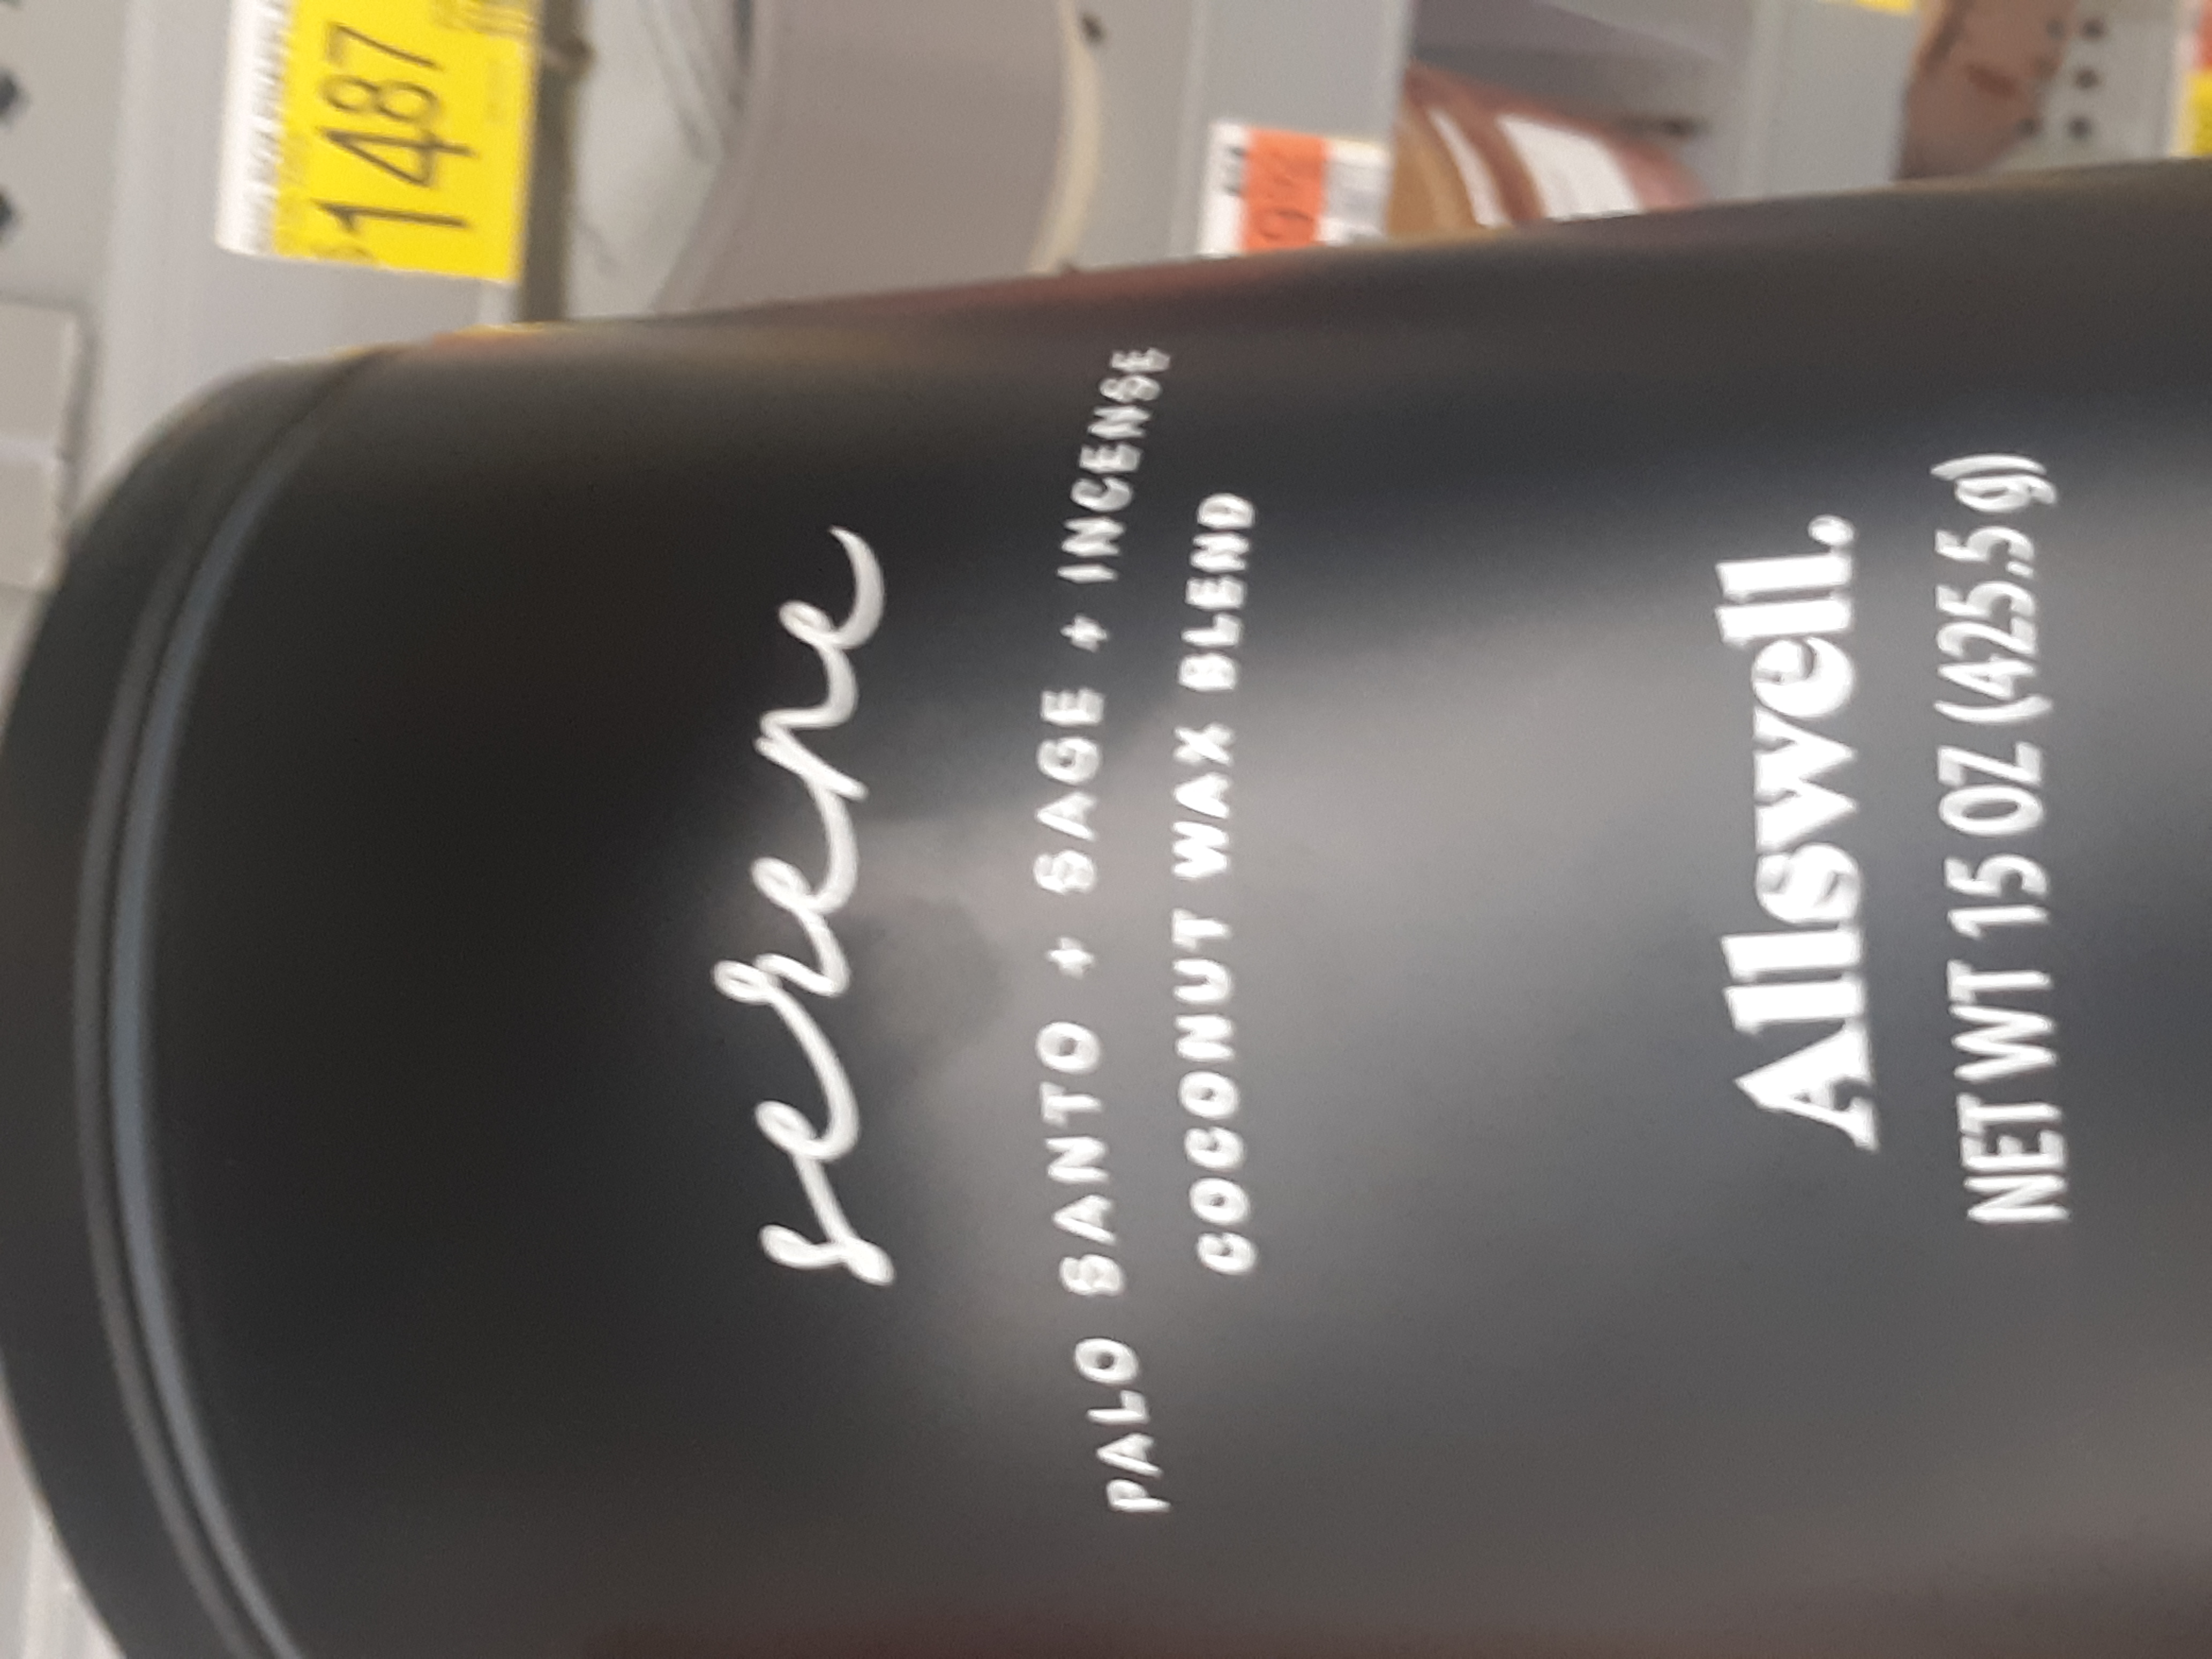 serene
PALO SANTO + SAGE + INCENSE
COCONUT WAX BLEND
Allswell.
NET WT 15 OZ (425.5 g)
$1487